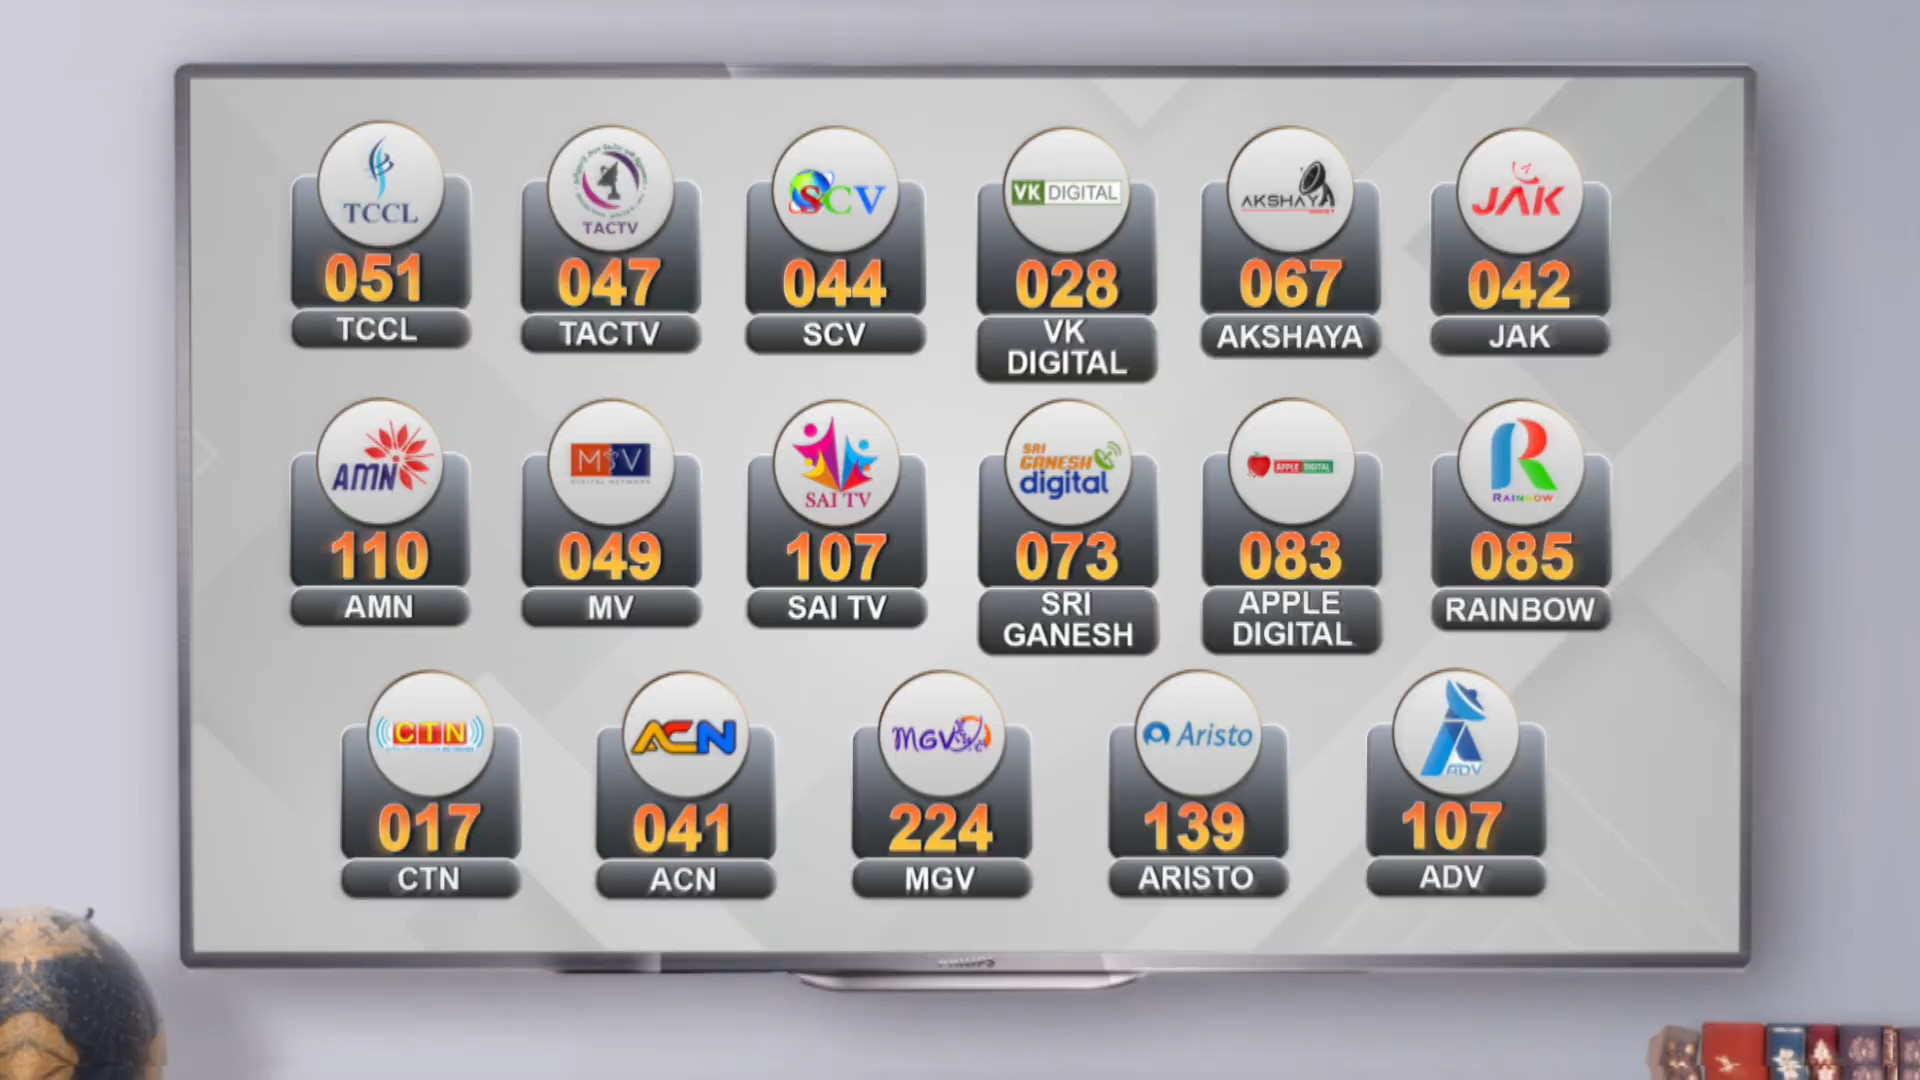 TCCL
TACTV
SCV
VK DIGITAL
AKSHAYA
JAK
051
047
044
028
067
042
TCCL
TACTV
SCV
VK
DIGITAL
AKSHAYA
JAK
AMN
MV
SAI TV
SRI
GANESH
digital
APPLE DIGITAL
RAINBOW
110
049
107
073
083
085
AMN
MV
SAI TV
SRI
GANESH
APPLE
DIGITAL
RAINBOW
CTN
ACN
MGV
Aristo
ADV
017
041
224
139
107
CTN
ACN
MGV
ARISTO
ADV
PHILIPS